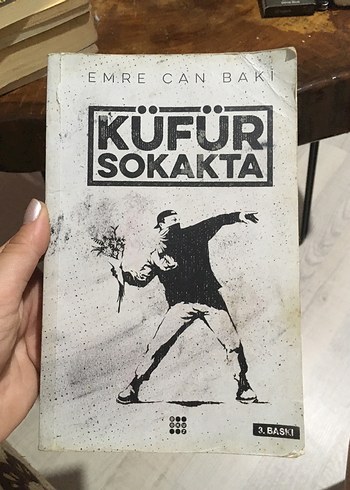 EMRE CAN BAKİ
KÜFÜR
SOKAKTA
3. BASKI